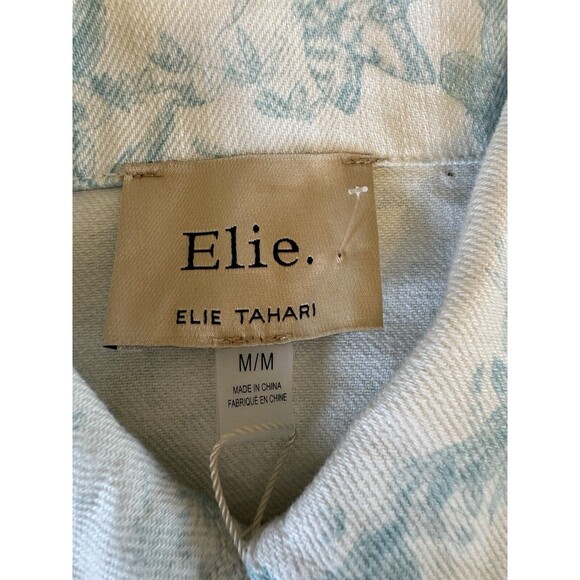 Elie.
ELIE TAHARI
M/M
MADE IN CHINA
FABRIQUÉ EN CHINE